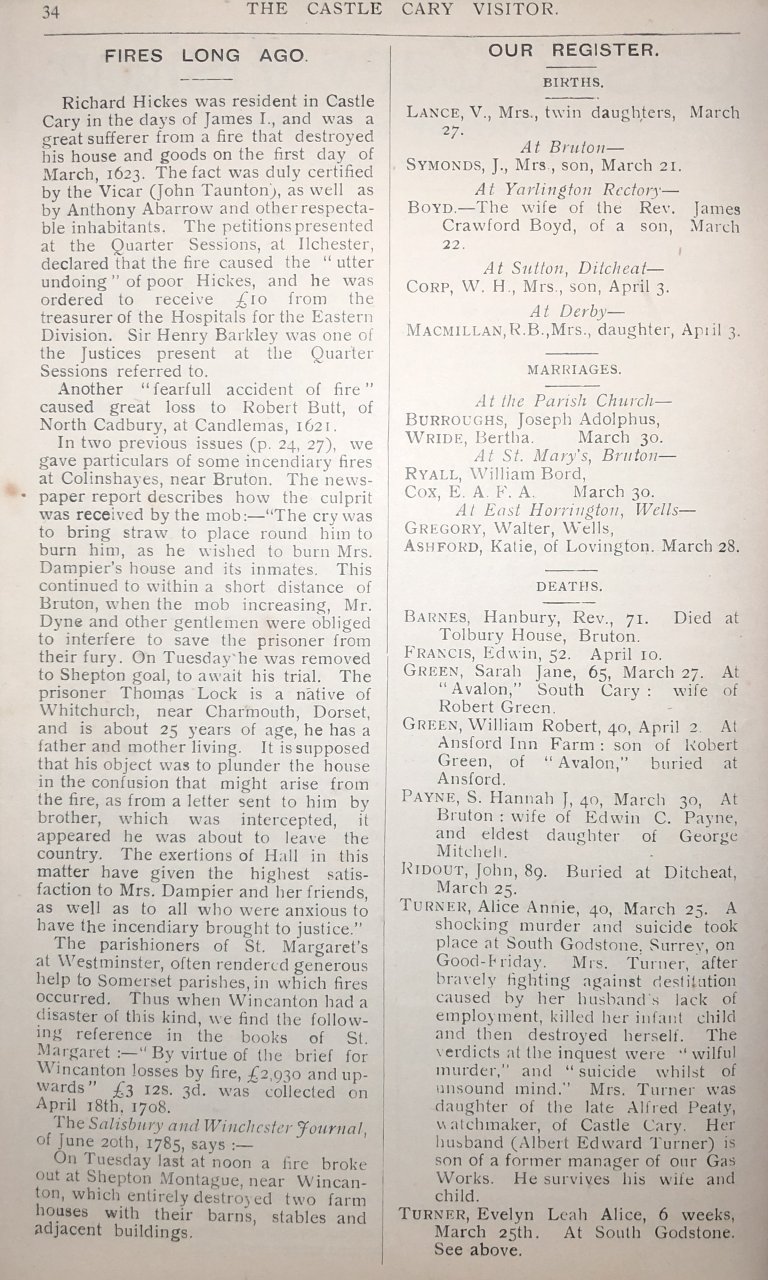 34
THE CASTLE CARY VISITOR.
FIRES LONG AGO.
Richard Hickes was resident in Castle
Cary in the days of James I., and was a
great sufferer from a fire that destroyed
his house and goods on the first day of
March, 1623. The fact was duly certified
by the Vicar (John Taunton), as well as
by Anthony Abarrow and other respecta-
ble inhabitants. The petition spresented
at the Quarter Sessions, at Ilchester,
declared that the fire caused the "utter
undoing" of poor Hickes, and he was
ordered to receive £10 from the
treasurer of the Hospitals for the Eastern
Division. Sir Henry Barkley was one of
the Justices present at the Quarter
Sessions referred to.
Another "fearfull accident of fire"
caused great loss to Robert Butt, of
North Cadbury, at Candlemas, 1621.
In two previous issues (p. 24, 27), we
gave particulars of some incendiary fires
at Colinshayes, near Bruton. The news-
paper report describes how the culprit
was received by the mob:—"The cry was
to bring straw to place round him to
burn him, as he wished to burn Mrs.
Dampier's house and its inmates. This
continued to within a short distance of
Bruton, when the mob increasing, Mr.
Dyne and other gentlemen were obliged
to interfere to save the prisoner from
their fury. On Tuesday he was removed
to Shepton goal, to await his trial. The
prisoner Thomas Lock is a native of
Whitchurch, near Charmouth, Dorset,
and is about 25 years of age, he has a
father and mother living. It is supposed
that his object was to plunder the house
in the confusion that might arise from
the fire, as from a letter sent to him by
brother, which was intercepted, it
appeared he was about to leave the
country. The exertions of Hall in this
matter have given the highest satis-
faction to Mrs. Dampier and her friends,
as well as to all who were anxious to
have the incendiary brought to justice."
The parishioners of St. Margaret's
at Westminster, often rendered generous
help to Somerset parishes, in which fires
occurred. Thus when Wincanton had a
disaster of this kind, we find the follow-
ing reference in the books of St.
Margaret :—"By virtue of the brief for
Wincanton losses by fire, £2,930 and up-
wards" £3 12s. 3d. was collected on
April 18th, 1708.
The Salisbury and Winchester Journal,
of June 20th, 1785, says :—
On Tuesday last at noon a fire broke
out at Shepton Montague, near Wincan-
ton, which entirely destroyed two farm
houses with their barns, stables and
adjacent buildings.
OUR REGISTER.
BIRTHS.
LANCE, V., Mrs., twin daughters, March
27.
At Bruton—
SYMONDS, J., Mrs., son, March 21.
At Yarlington Rectory—
BOYD.—The wife of the Rev. James
Crawford Boyd, of a son, March
22.
At Sutton, Ditcheat—
CORP, W. H., Mrs., son, April 3.
At Derby—
MACMILLAN, R.B., Mrs., daughter, April 3.
MARRIAGES.
At the Parish Church—
BURROUGHS, Joseph Adolphus,
WRIDE, Bertha. March 30.
At St. Mary's, Bruton—
RYALL, William Bord,
COX, E. A. F. A. March 30.
At East Horrington, Wells—
GREGORY, Walter, Wells,
ASHFORD, Katie, of Lovington. March 28.
DEATHS.
BARNES, Hanbury, Rev., 71. Died at
Tolbury House, Bruton.
FRANCIS, Edwin, 52. April 10.
GREEN, Sarah Jane, 65, March 27. At
"Avalon," South Cary : wife of
Robert Green.
GREEN, William Robert, 40, April 2. At
Ansford Inn Farm : son of Robert
Green, of "Avalon," buried at
Ansford.
PAYNE, S. Hannah J, 40, March 30, At
Bruton : wife of Edwin C. Payne,
and eldest daughter of George
Mitchell.
RIDOUT, John, 89. Buried at Ditcheat,
March 25.
TURNER, Alice Annie, 40, March 25. A
shocking murder and suicide took
place at South Godstone, Surrey, on
Good-Friday. Mrs. Turner, after
bravely fighting against destitution
caused by her husband's lack of
employment, killed her infant child
and then destroyed herself. The
verdicts at the inquest were "wilful
murder," and "suicide whilst of
unsound mind." Mrs. Turner was
daughter of the late Alfred Peaty,
watchmaker, of Castle Cary. Her
husband (Albert Edward Turner) is
son of a former manager of our Gas
Works. He survives his wife and
child.
TURNER, Evelyn Leah Alice, 6 weeks,
March 25th. At South Godstone.
See above.